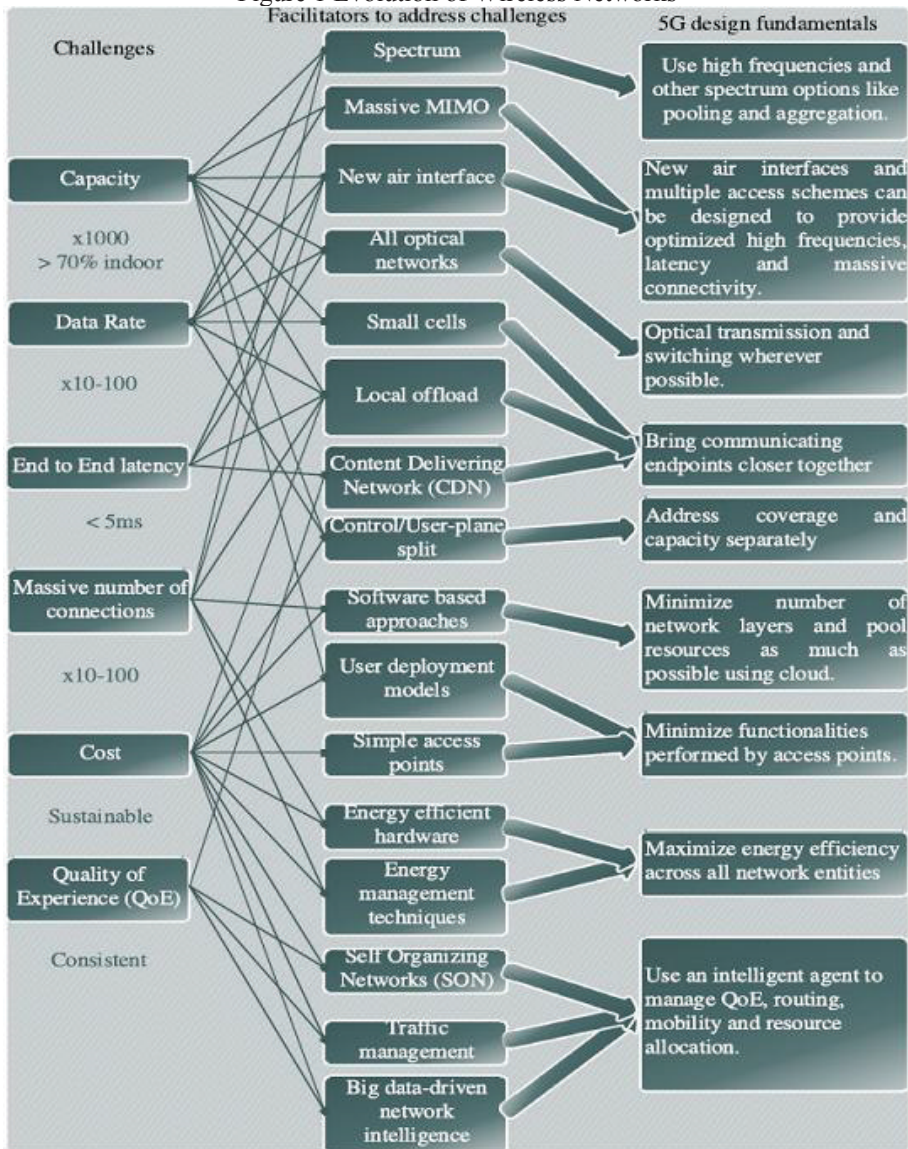 Figure 1 Evolution of Wireless Networks
Facilitators to address challenges
5G design fundamentals
Challenges
Capacity
x1000
> 70% indoor
Data Rate
x10-100
End to End latency
< 5ms
Massive number of
connections
x10-100
Cost
Sustainable
Quality of
Experience (QoE)
Consistent
Spectrum
Massive MIMO
New air interface
All optical
networks
Small cells
Local offload
Content Delivering
Network (CDN)
Control/User-plane
split
Software based
approaches
User deployment
models
Simple access
points
Energy efficient
hardware
Energy
management
techniques
Self Organizing
Networks (SON)
Traffic
management
Big data-driven
network
intelligence
Use high frequencies and
other spectrum options like
pooling and aggregation.
New air interfaces and
multiple access schemes can
be designed to provide
optimized high frequencies,
latency and massive
connectivity.
Optical transmission and
switching wherever
possible.
Bring communicating
endpoints closer together
Address coverage and
capacity separately
Minimize number of
network layers and pool
resources as much as
possible using cloud.
Minimize functionalities
performed by access points.
Maximize energy efficiency
across all network entities
Use an intelligent agent to
manage QoE, routing,
mobility and resource
allocation.